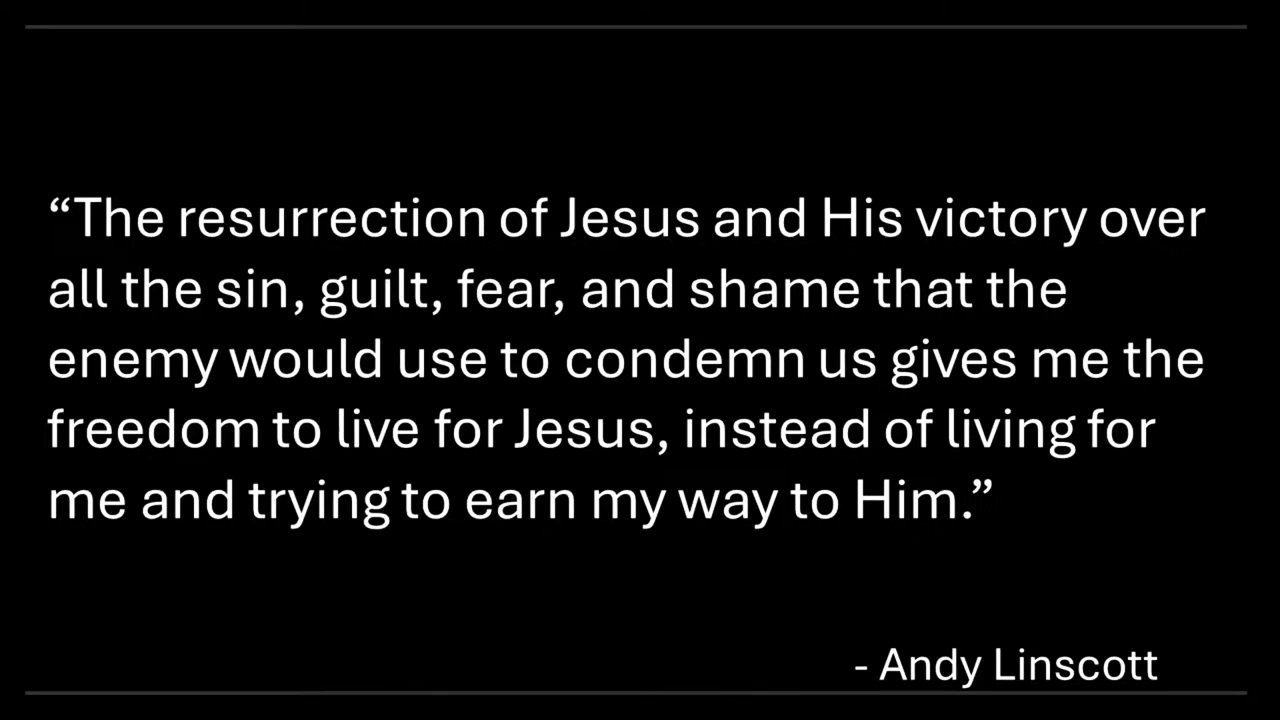 “The resurrection of Jesus and His victory over
all the sin, guilt, fear, and shame that the
enemy would use to condemn us gives me the
freedom to live for Jesus, instead of living for
me and trying to earn my way to Him.”
- Andy Linscott